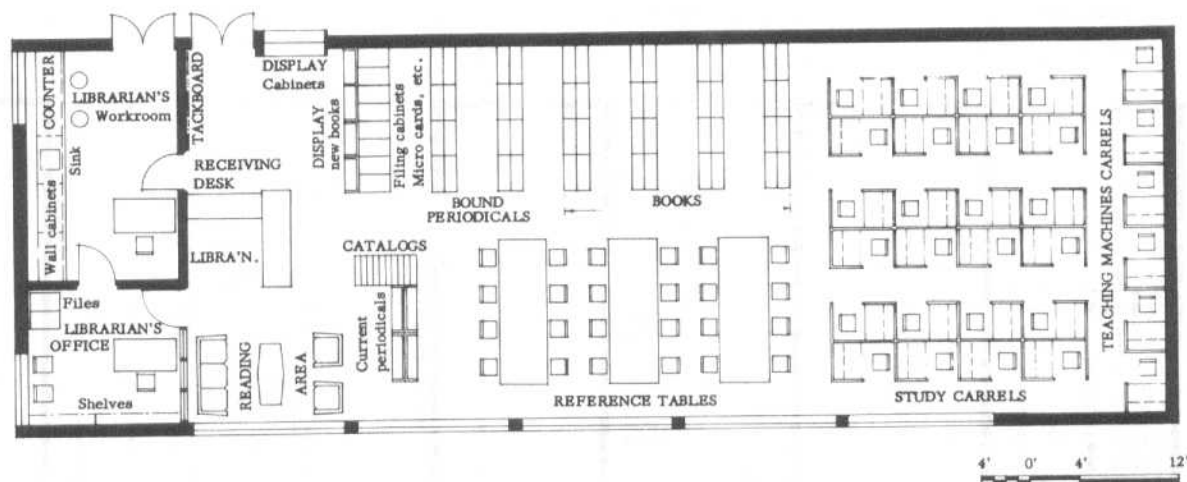 COUNTER
LIBRARIAN'S
Workroom
Sink
Wall cabinets
TACKBOARD
DISPLAY
Cabinets
RECEIVING
DESK
LIBRA'N.
DISPLAY
new books
Filing cabinets
Micro cards, etc.
BOUND
PERIODICALS
BOOKS
CATALOGS
Current
periodicals
Files
LIBRARIAN'S
OFFICE
Shelves
READING
AREA
REFERENCE TABLES
STUDY CARRELS
TEACHING MACHINES CARRELS
4' 0' 4' 12'